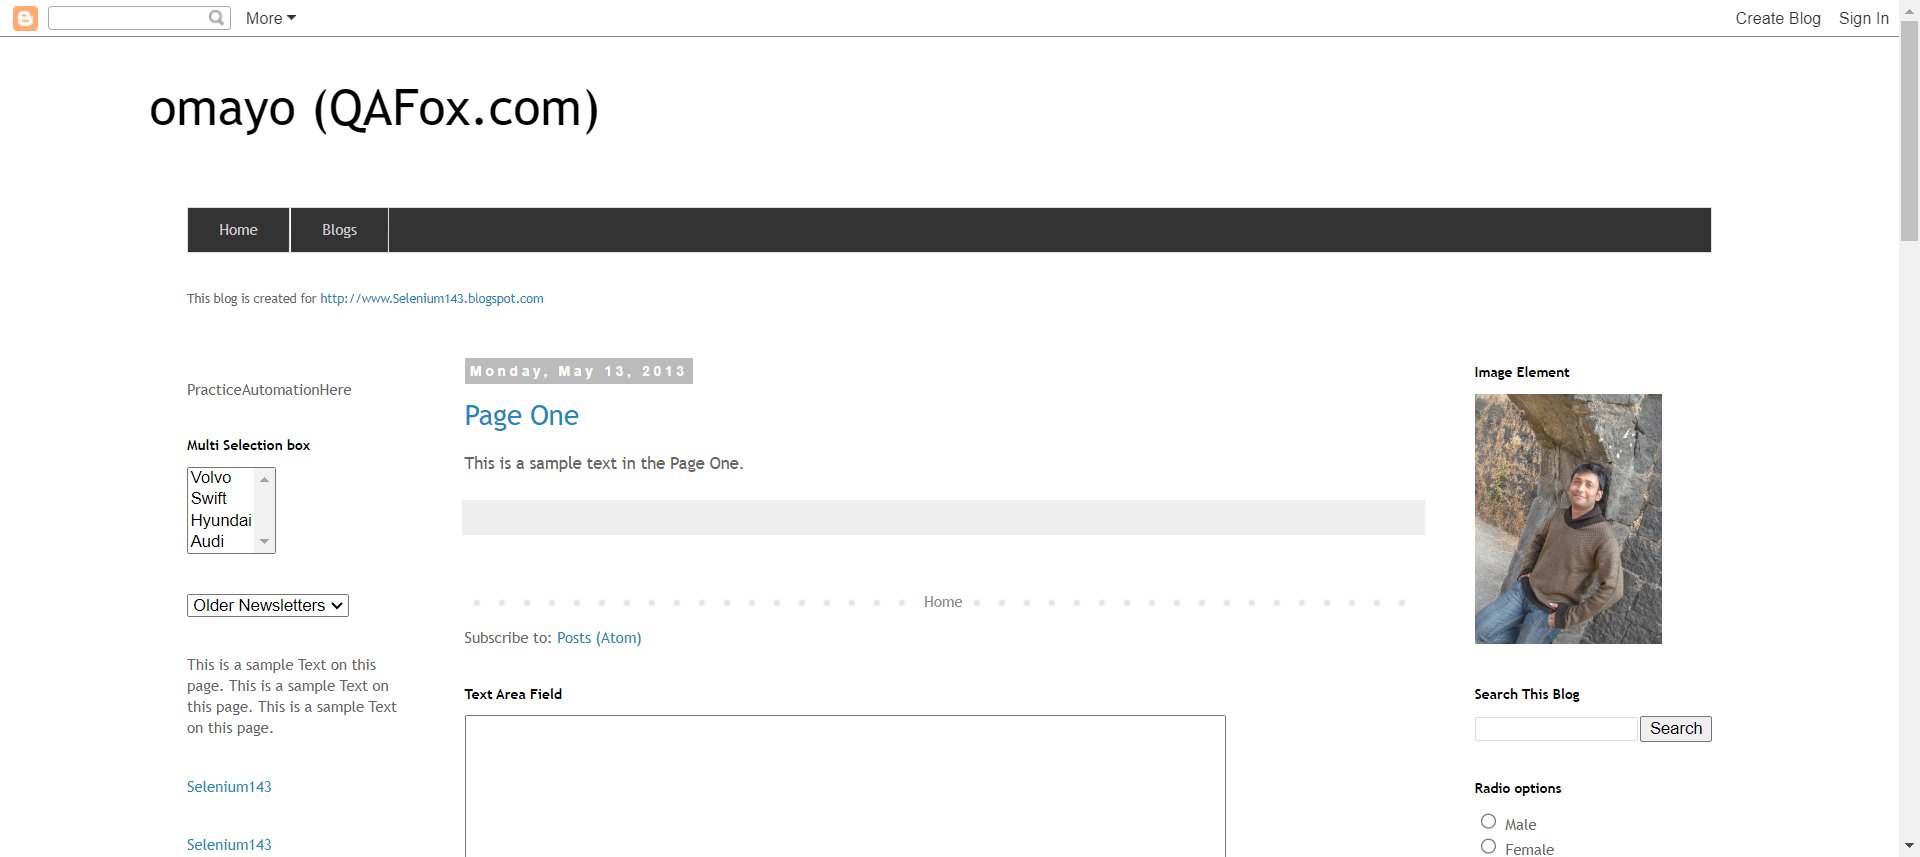 More
Create Blog
Sign In
omayo (QAFox.com)
Home
Blogs
This blog is created for http://www.Selenium143.blogspot.com
PracticeAutomationHere
Multi Selection box
Volvo
Swift
Hyundai
Audi
Older Newsletters
This is a sample Text on this
page. This is a sample Text on
this page. This is a sample Text
on this page.
Selenium143
Selenium143
Monday, May 13, 2013
Page One
This is a sample text in the Page One.
Home
Subscribe to: Posts (Atom)
Text Area Field
Image Element
Search This Blog
Search
Radio options
Male
Female